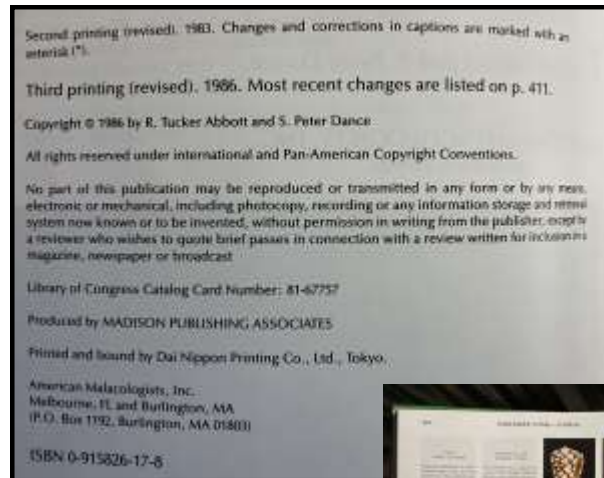 Second printing (revised). 1983. Changes and corrections in captions are marked with an
asterisk (*).
Third printing (revised). 1986. Most recent changes are listed on p. 411.
Copyright © 1986 by R. Tucker Abbott and S. Peter Dance
All rights reserved under international and Pan-American Copyright Conventions.
No part of this publication may be reproduced or transmitted in any form or by any means,
electronic or mechanical, including photocopy, recording or any information storage and retrieval
system now known or to be invented, without permission in writing from the publisher, except by
a reviewer who wishes to quote brief passes in connection with a review written for inclusion in a
magazine, newspaper or broadcast
Library of Congress Catalog Card Number: 81-67757
Produced by MADISON PUBLISHING ASSOCIATES
Printed and bound by Dai Nippon Printing Co., Ltd., Tokyo.
American Malacologists, Inc.
Melbourne, FL and Burlington, MA
(P.O. Box 1192, Burlington, MA 01803)
ISBN 0-915826-17-8